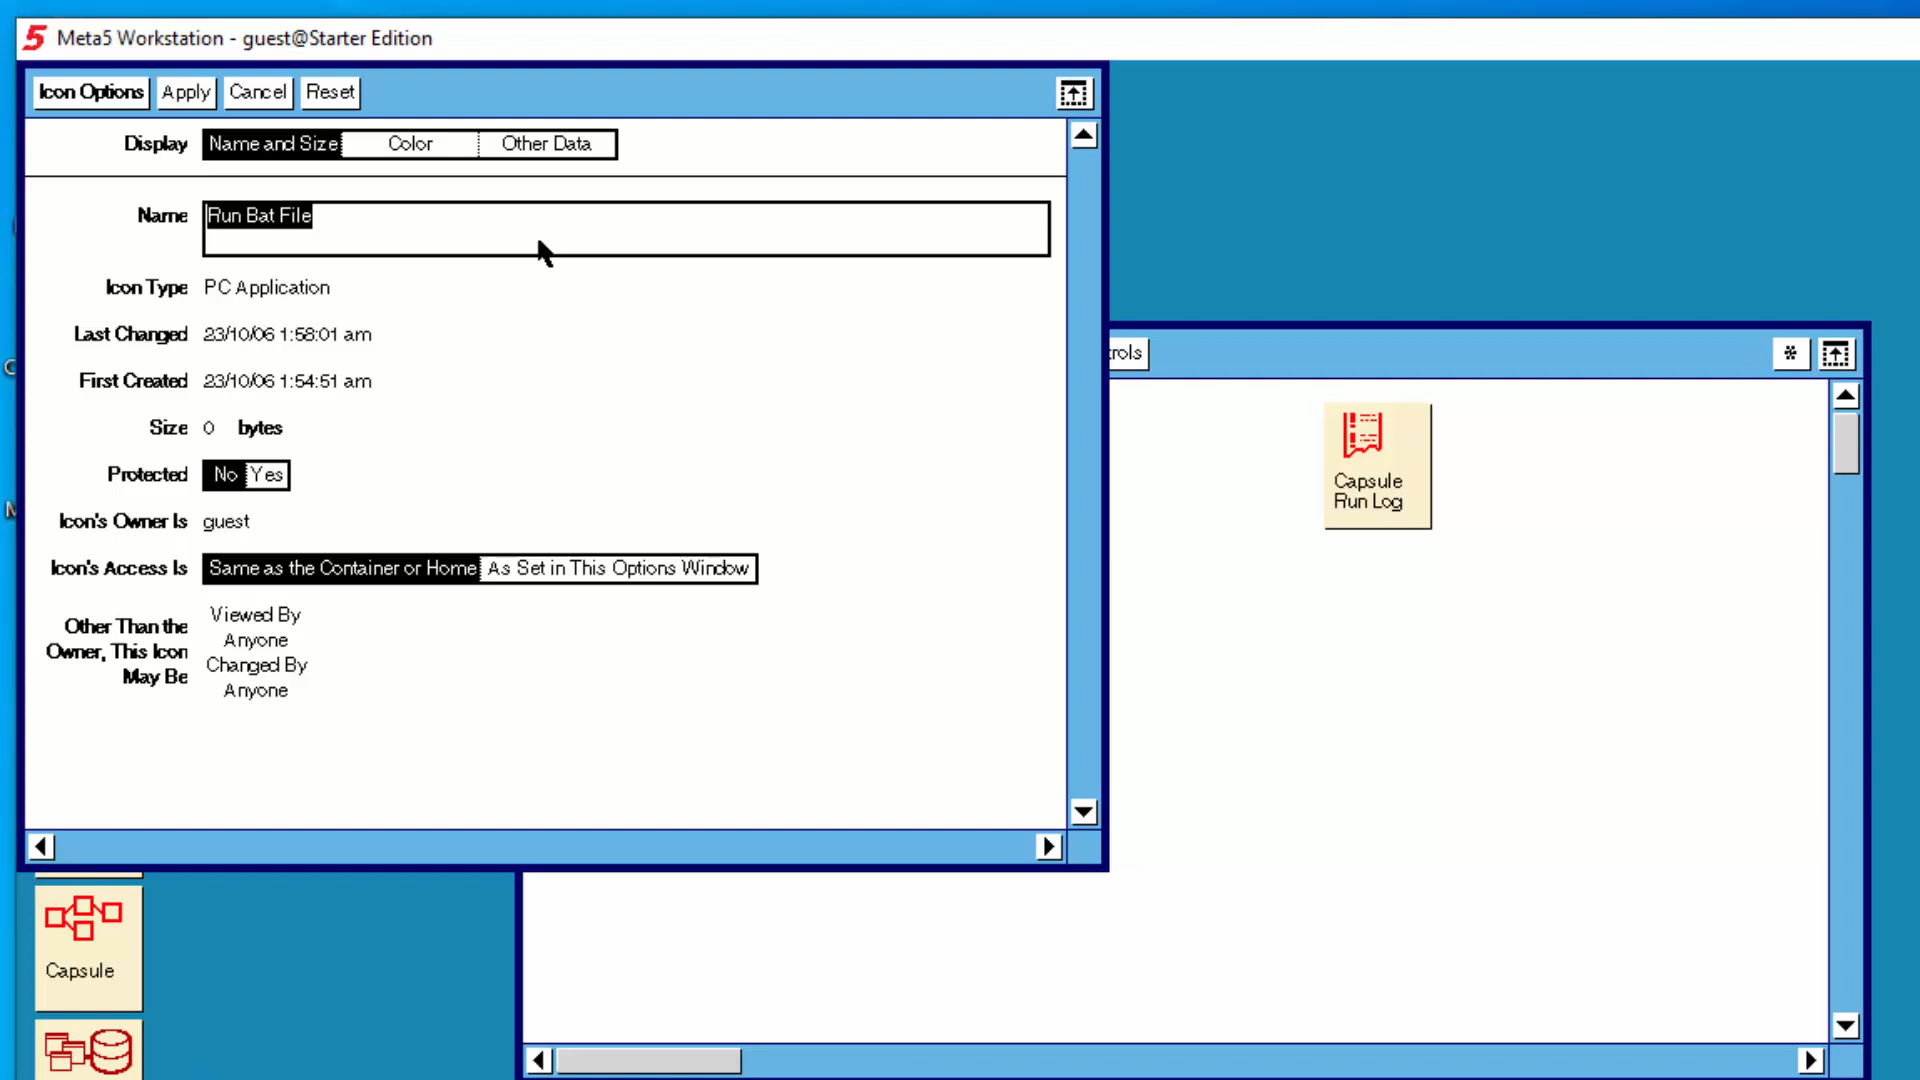 5 Meta5 Workstation - guest@Starter Edition
Icon Options Apply Cancel Reset
Display Name and Size Color Other Data
Name Run Bat File
Icon Type PC Application
Last Changed 23/10/06 1:58:01 am
First Created 23/10/06 1:54:51 am
Size 0 bytes
Protected No Yes
Icon's Owner Is guest
Icon's Access Is Same as the Container or Home As Set in This Options Window
Other Than the
Owner, This Icon
May Be
Viewed By
Anyone
Changed By
Anyone
rols *
Capsule
Run Log
Capsule